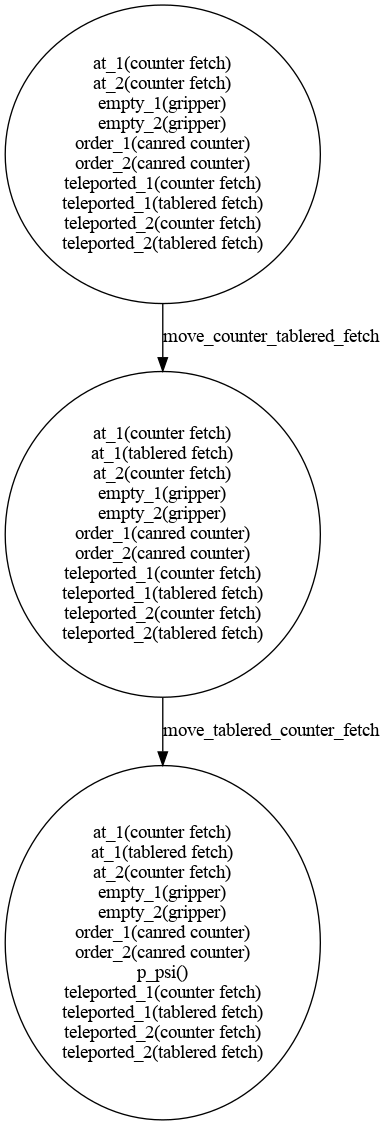 at_1(counter fetch)
at_2(counter fetch)
empty_1(gripper)
empty_2(gripper)
order_1(canred counter)
order_2(canred counter)
teleported_1(counter fetch)
teleported_1(tablered fetch)
teleported_2(counter fetch)
teleported_2(tablered fetch)
move_counter_tablered_fetch
at_1(counter fetch)
at_1(tablered fetch)
at_2(counter fetch)
empty_1(gripper)
empty_2(gripper)
order_1(canred counter)
order_2(canred counter)
teleported_1(counter fetch)
teleported_1(tablered fetch)
teleported_2(counter fetch)
teleported_2(tablered fetch)
move_tablered_counter_fetch
at_1(counter fetch)
at_1(tablered fetch)
at_2(counter fetch)
empty_1(gripper)
empty_2(gripper)
order_1(canred counter)
order_2(canred counter)
p_psi()
teleported_1(counter fetch)
teleported_1(tablered fetch)
teleported_2(counter fetch)
teleported_2(tablered fetch)